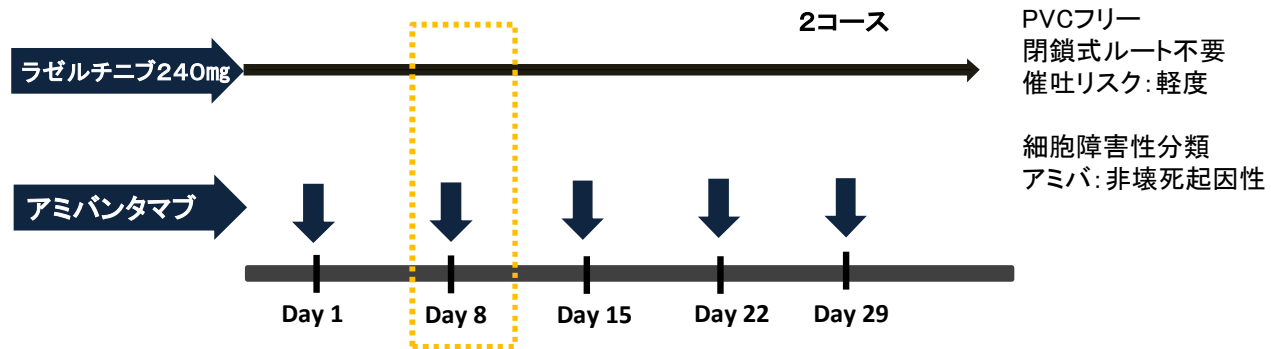 2コース
ラゼルチニブ240mg
アミバンタマブ
Day 1
Day 8
Day 15
Day 22
Day 29
PVCフリー
閉鎖式ルート不要
催吐リスク:軽度
細胞障害性分類
アミバ:非壊死起因性